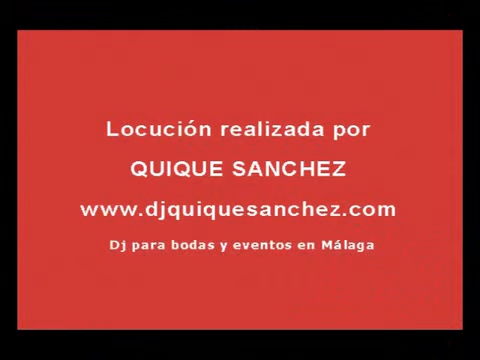 Locución realizada por
QUIQUE SANCHEZ
www.djquiquesanchez.com
Dj para bodas y eventos en Málaga